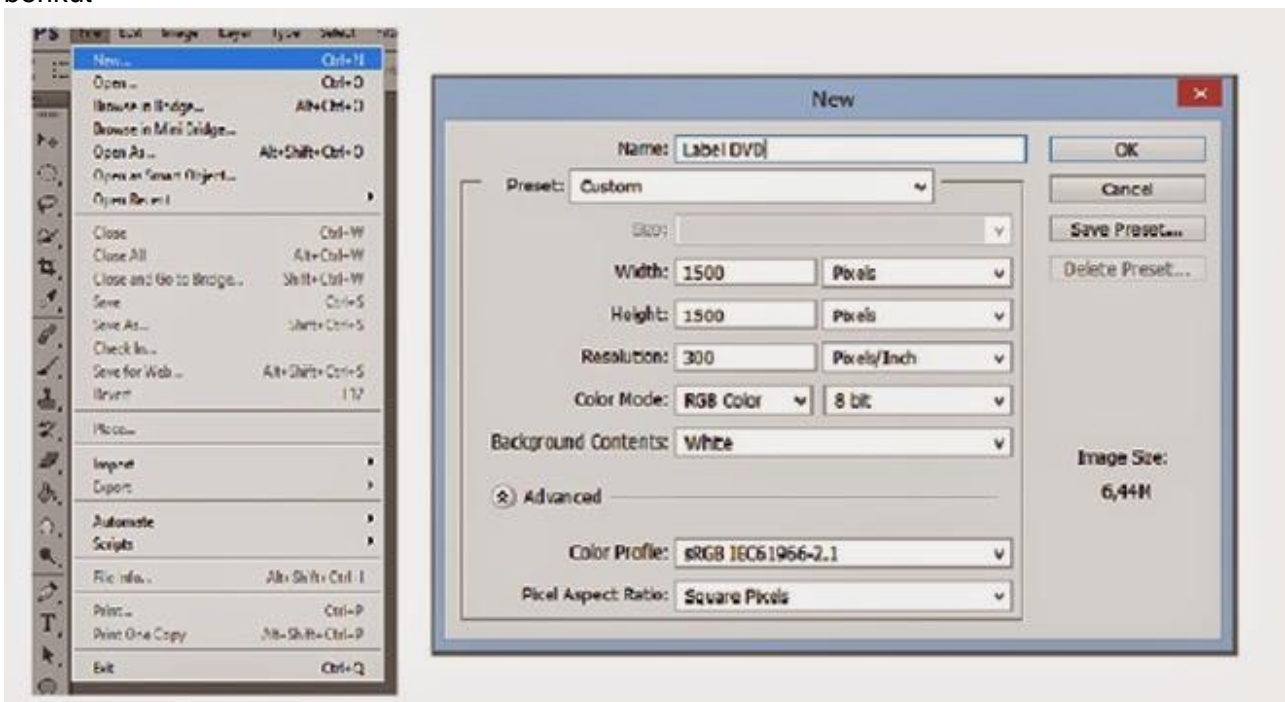 PS File Edit Image Layer Type Select
New... Ctrl+N
Open... Ctrl+O
Browse in Bridge... Alt+Ctrl+O
Browse in Mini Bridge...
Open As... Alt+Shift+Ctrl+O
Open as Smart Object...
Open Recent
Close Ctrl+W
Close All Alt+Ctrl+W
Close and Go to Bridge... Shift+Ctrl+W
Save Ctrl+S
Save As... Shift+Ctrl+S
Check In...
Save for Web... Alt+Shift+Ctrl+S
Revert F12
Place...
Import
Export
Automate
Scripts
File Info... Alt+Shift+Ctrl+I
Print... Ctrl+P
Print One Copy Alt+Shift+Ctrl+P
Exit Ctrl+Q
New
Name: Label DVD
OK
Preset: Custom
Cancel
Size:
Save Preset...
Width: 1500 Pixels
Delete Preset...
Height: 1500 Pixels
Resolution: 300 Pixels/Inch
Color Mode: RGB Color 8 bit
Background Contents: White
Image Size:
6,44M
Advanced
Color Profile: sRGB IEC61966-2.1
Pixel Aspect Ratio: Square Pixels